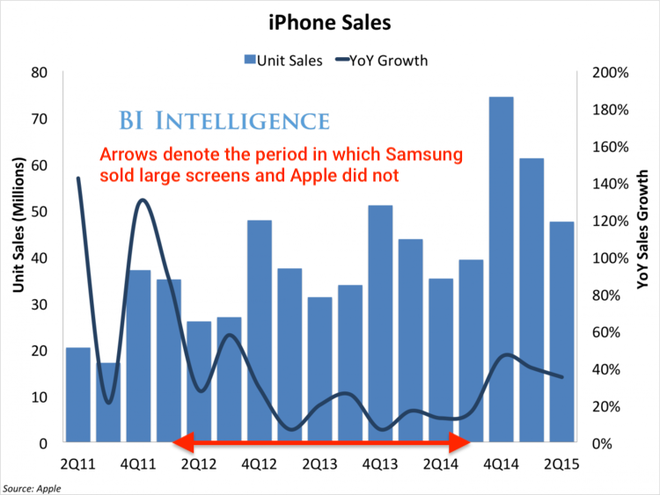 iPhone Sales
Unit Sales
YoY Growth
80
70
60
50
40
30
20
10
0
Unit Sales (Millions)
BI INTELLIGENCE
Arrows denote the period in which Samsung
sold large screens and Apple did not
200%
180%
160%
140%
120%
100%
80%
60%
40%
20%
0%
YoY Sales Growth
2Q11 4Q11 2Q12 4Q12 2Q13 4Q13 2Q14 4Q14 2Q15
Source: Apple